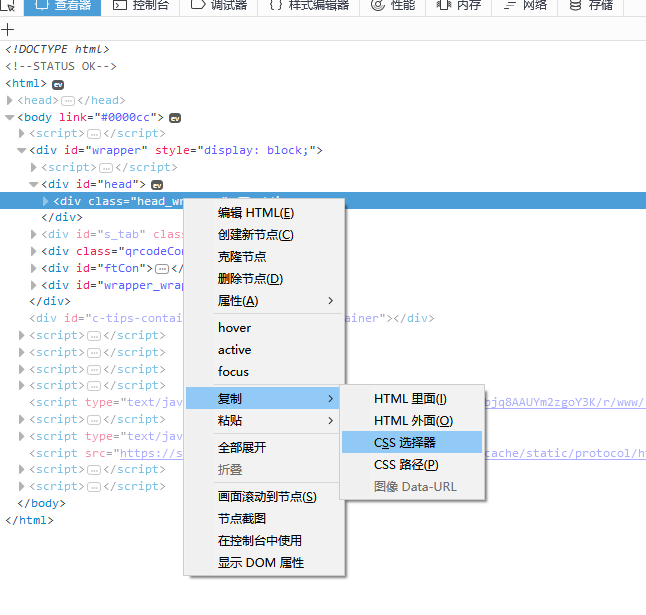 查看器 控制台 调试器 {} 样式编辑器 性能 内存 网络 存储
+
<!DOCTYPE html>
<!--STATUS OK-->
<html> ev
<head>…</head>
<body link="#0000cc"> ev
<script>…</script>
<div id="wrapper" style="display: block;">
<script>…</script>
<div id="head"> ev
<div class="head_wr
</div>
<div id="s_tab" clas
<div class="qrcodeCon
<div id="ftCon">…</
<div id="wrapper_wrap
</div>
<div id="c-tips-contai ainer"></div>
<script>…</script>
<script>…</script>
<script>…</script>
<script>…</script>
<script type="text/jav bjq8AAUYm2zgoY3K/r/www/
<script>…</script>
<script type="text/jav
<script src="https://s cache/static/protocol/h
<script>…</script>
<script>…</script>
</body>
</html>
编辑 HTML(E)
创建新节点(C)
克隆节点
删除节点(D)
属性(A)
hover
active
focus
复制
粘贴
全部展开
折叠
画面滚动到节点(S)
节点截图
在控制台中使用
显示 DOM 属性
HTML 里面(I)
HTML 外面(O)
CSS 选择器
CSS 路径(P)
图像 Data-URL